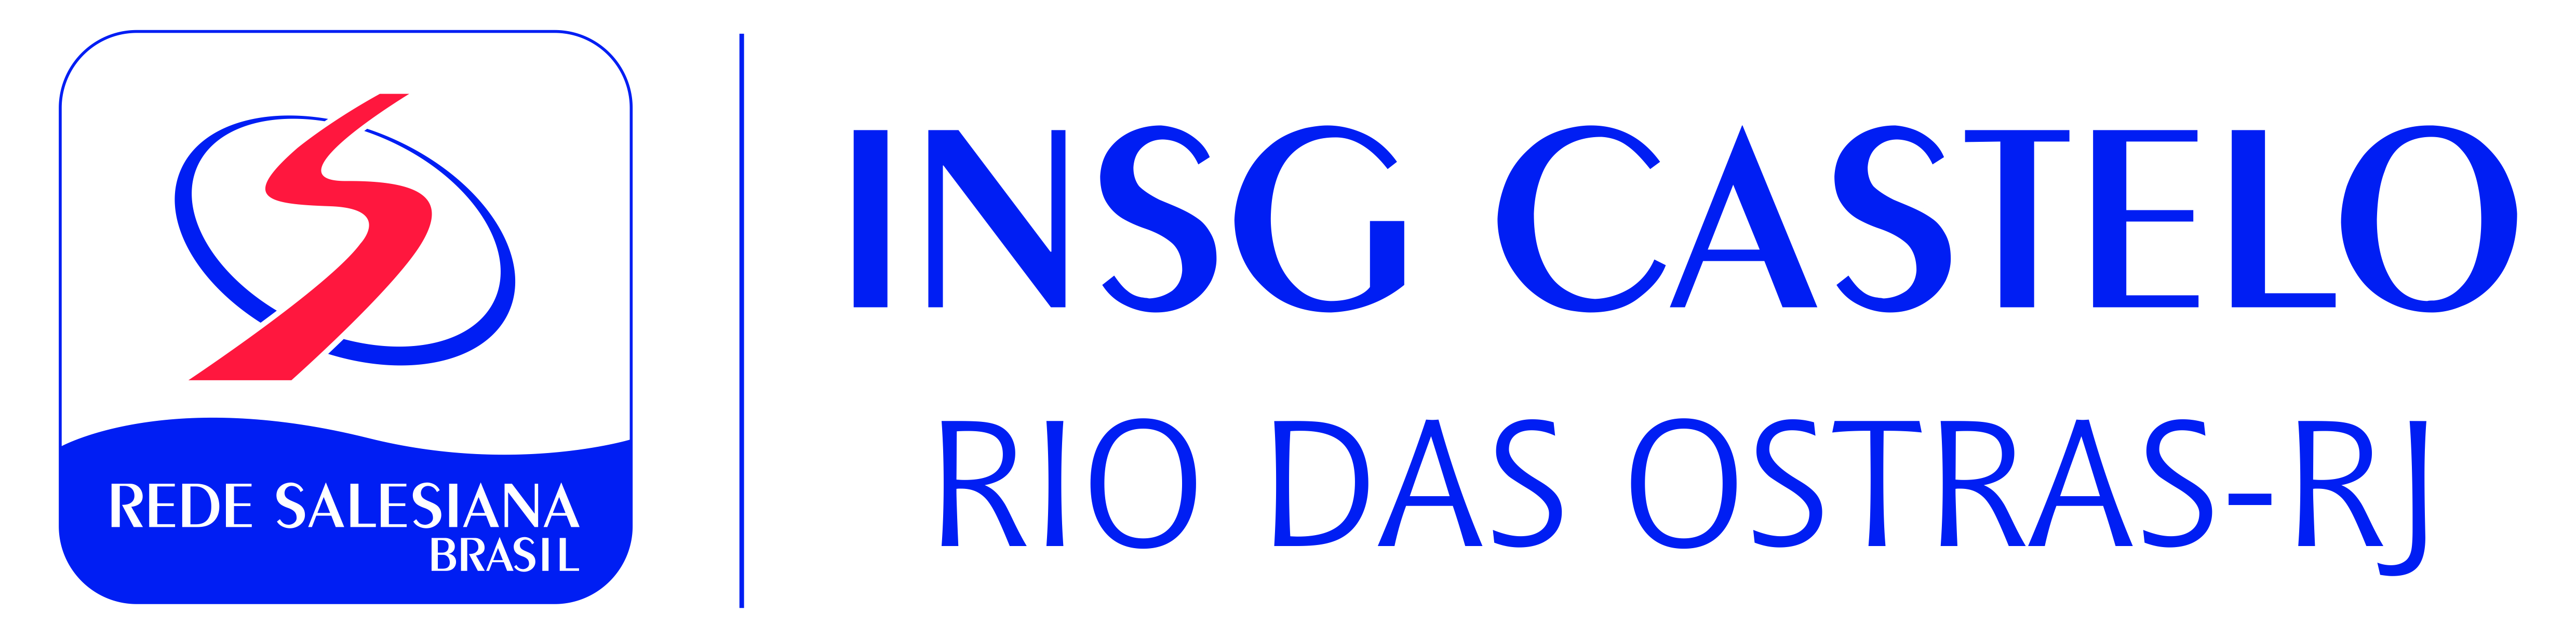 REDE SALESIANA
BRASIL
INSG CASTELO
RIO DAS OSTRAS-RJ